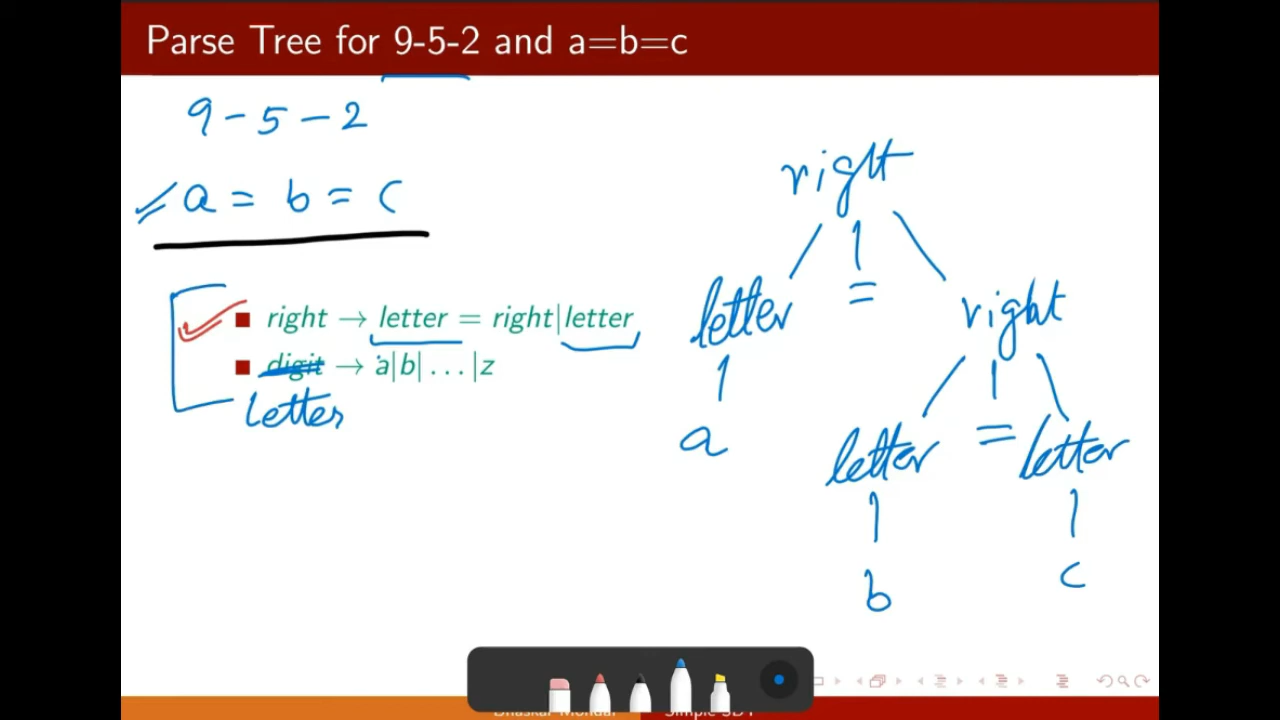 Parse Tree for 9-5-2 and a=b=c
9 - 5 - 2
a = b = c
right → letter = right|letter
digit → a|b| . . . |z
Letter
right
letter = right
a
letter = letter
b c